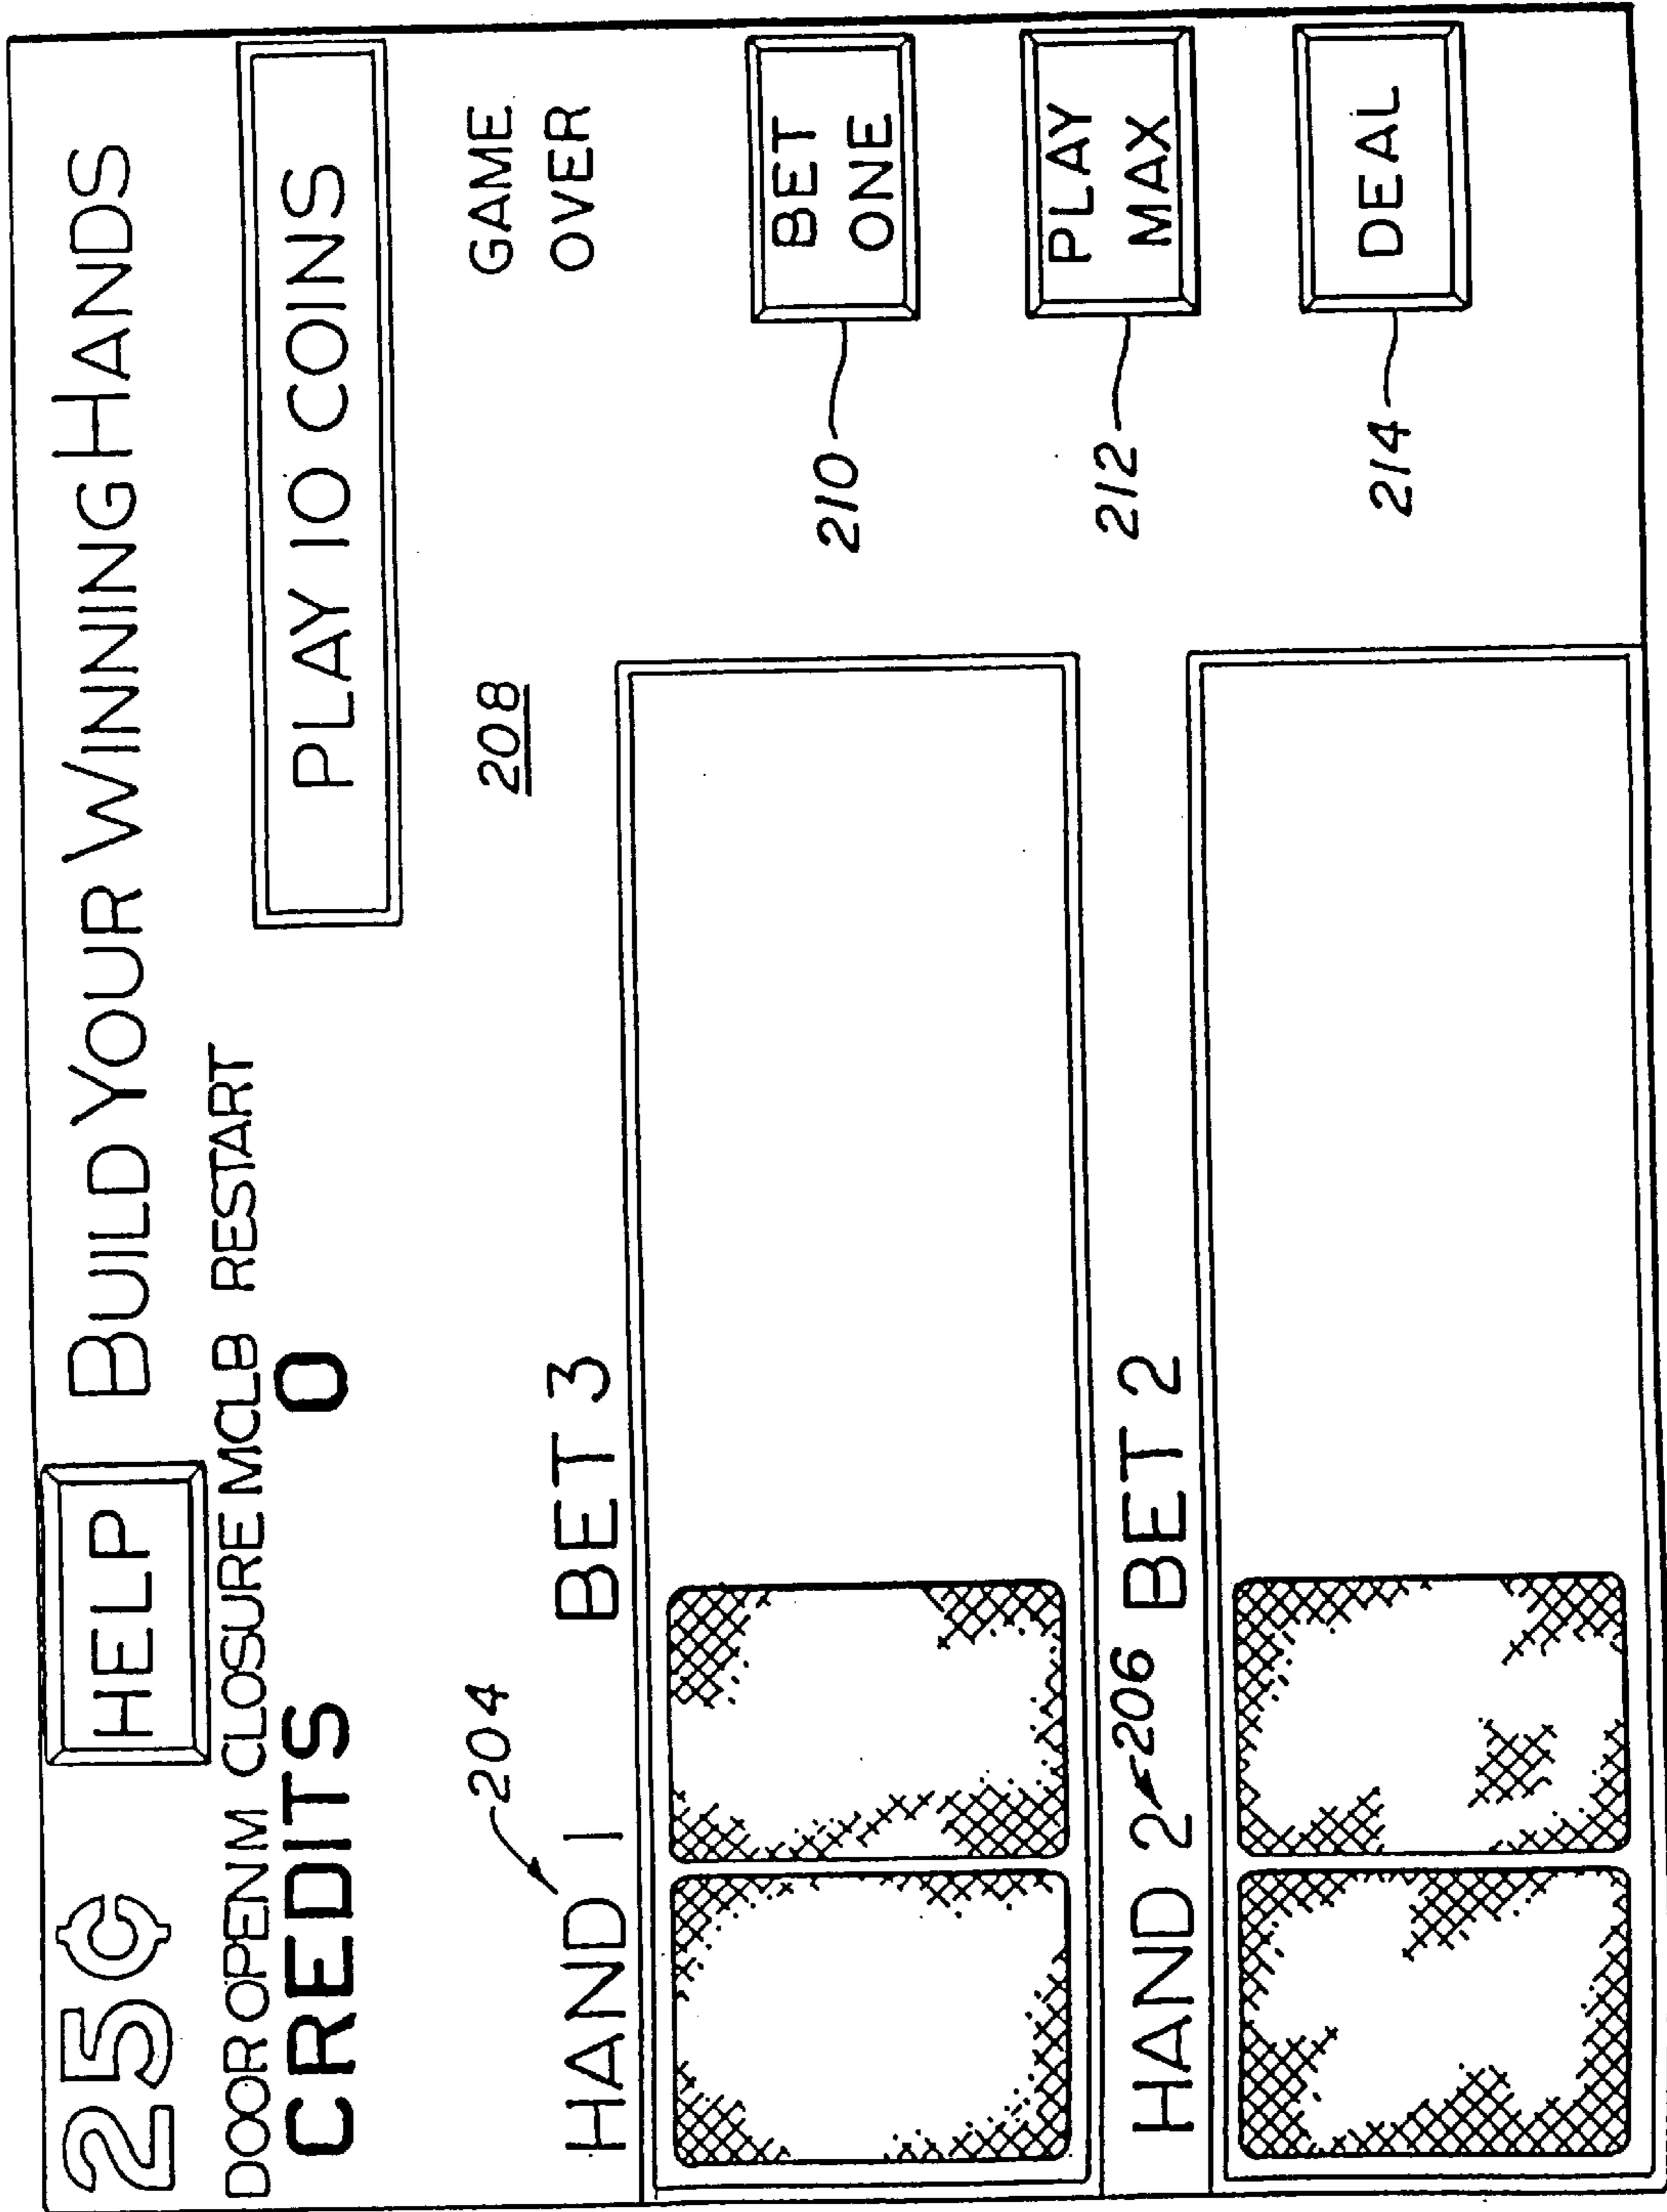 25¢ HELP BUILD YOUR WINNING HANDS
DOOR OPEN M CLOSURE MCLB RESTART
CREDITS 0
PLAY 10 COINS
204
208
GAME
OVER
HAND 1 BET 3
BET
ONE
210
PLAY
MAX
212
HAND 2 206 BET 2
DEAL
214